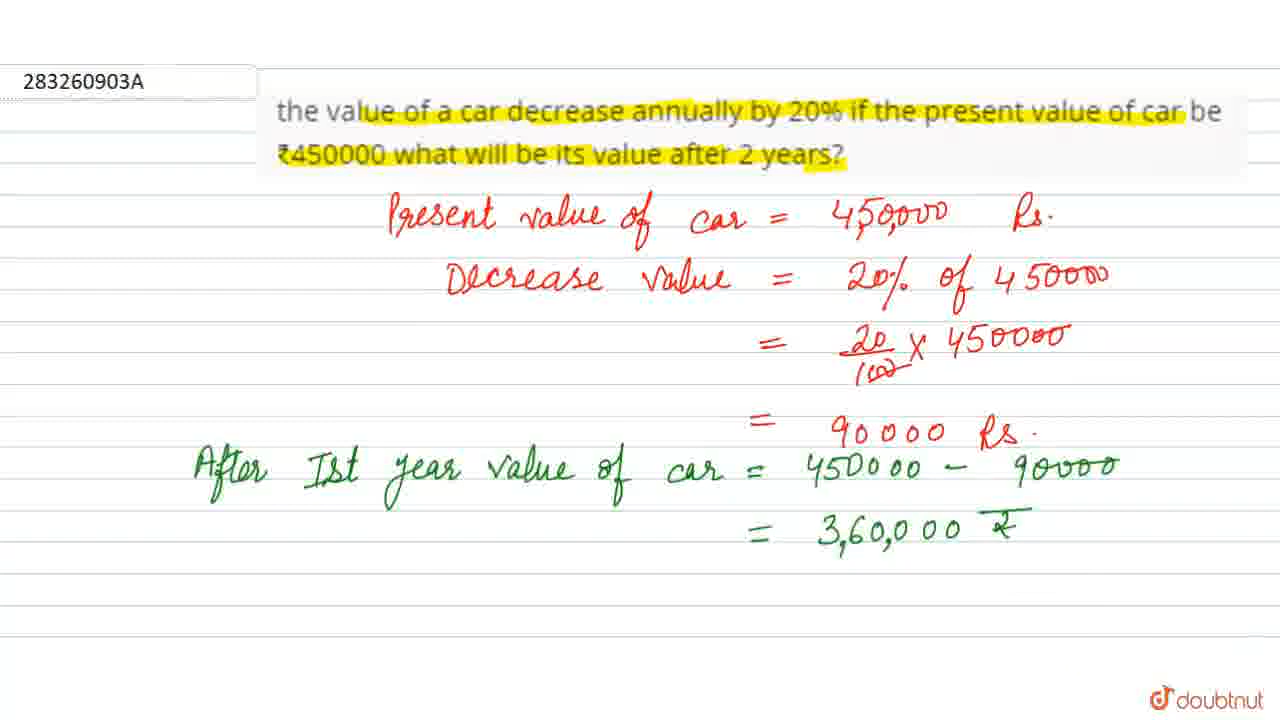 283260903A
the value of a car decrease annually by 20% if the present value of car be
₹450000 what will be its value after 2 years?
Present value of car = 4,50,000 Rs.
Decrease value = 20% of 450000
= 20/100 × 450000
= 90000 Rs.
After Ist year value of car = 450000 - 90000
= 3,60,000 ₹
doubtnut